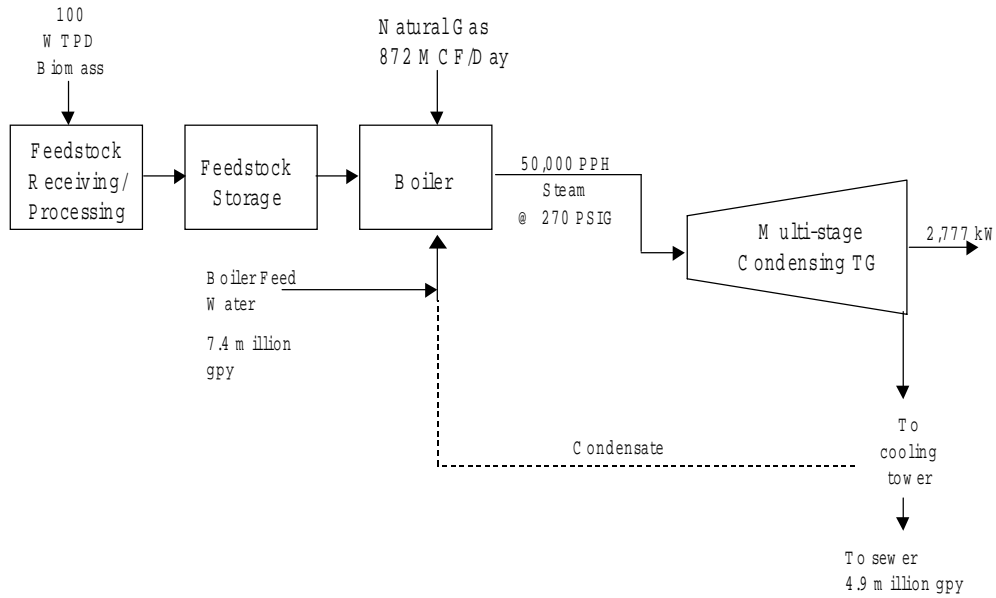 100
WTPD
Biomass
Natural Gas
872 MCF/Day
Feedstock
Receiving/
Processing
Feedstock
Storage
Boiler
50,000 PPH
Steam
@ 270 PSIG
Multi-stage
Condensing TG
2,777 kW
Boiler Feed
Water
7.4 million
gpy
Condensate
To
cooling
tower
To sewer
4.9 million gpy